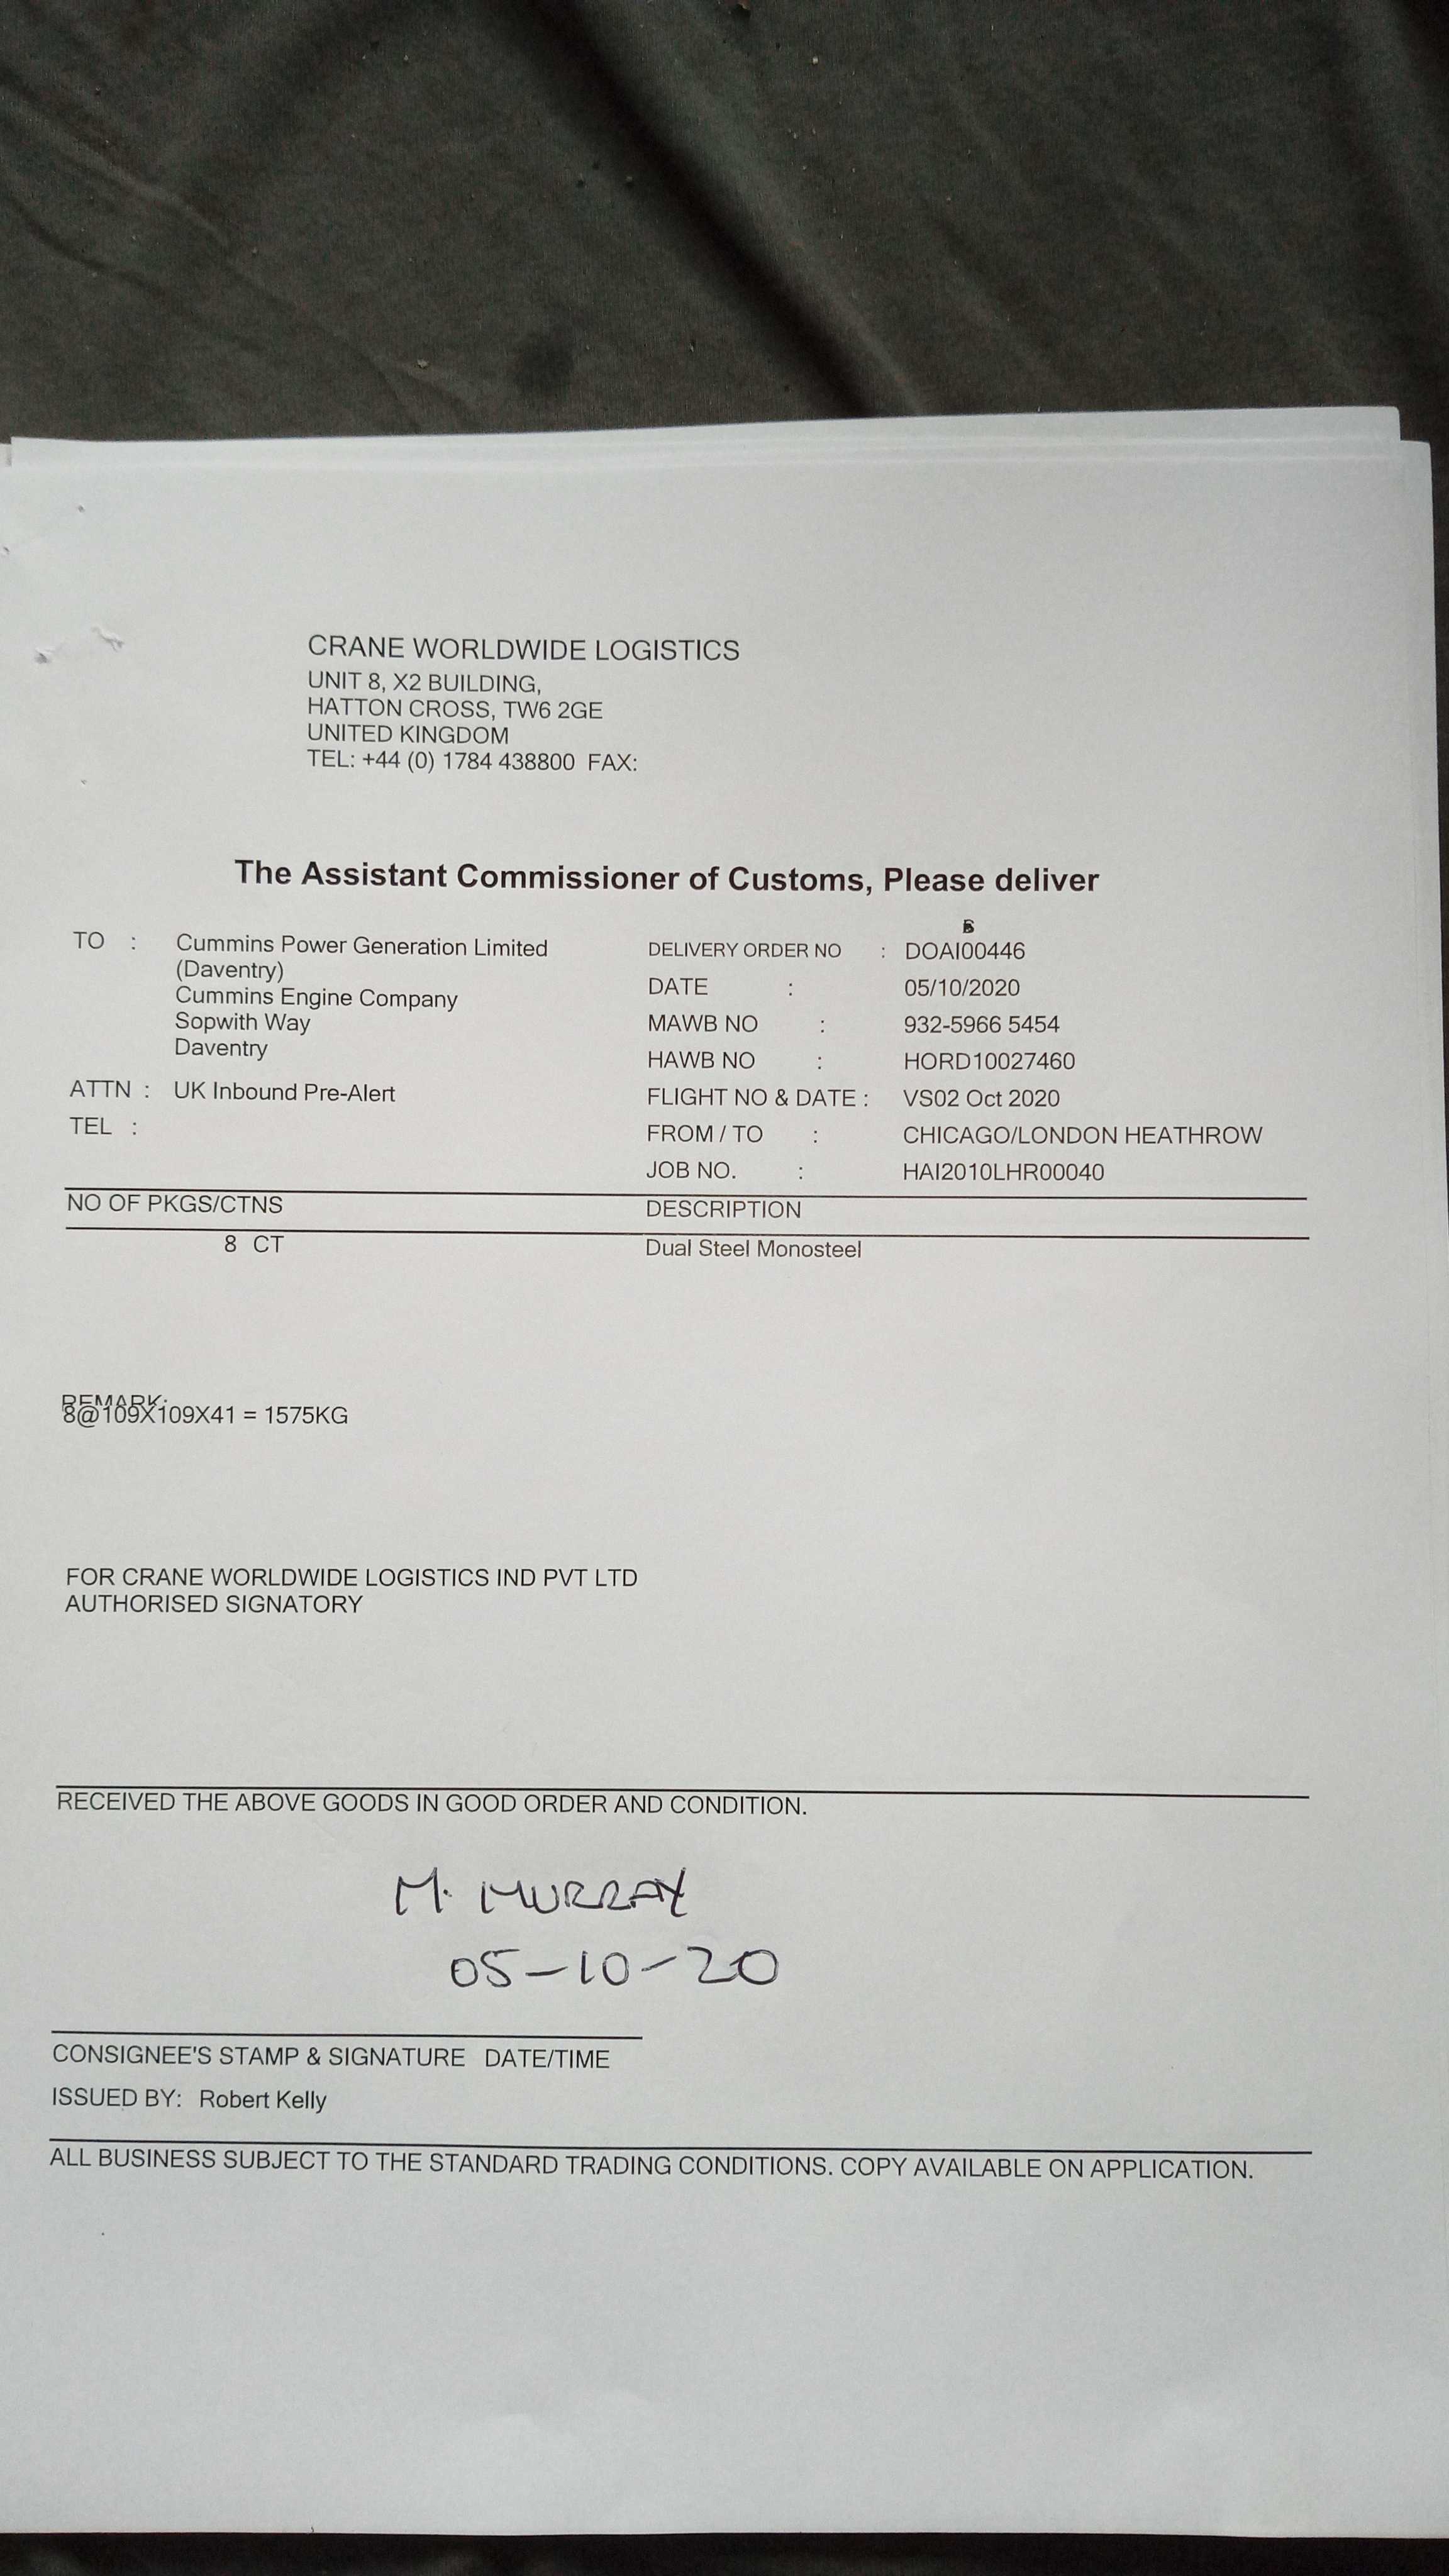 CRANE WORLDWIDE LOGISTICS
UNIT 8, X2 BUILDING,
HATTON CROSS, TW6 2GE
UNITED KINGDOM
TEL: +44 (0) 1784 438800 FAX:
The Assistant Commissioner of Customs, Please deliver
TO : Cummins Power Generation Limited
(Daventry)
Cummins Engine Company
Sopwith Way
Daventry
ATTN : UK Inbound Pre-Alert
TEL :
DELIVERY ORDER NO : DOAI00446
DATE : 05/10/2020
MAWB NO : 932-5966 5454
HAWB NO : HORD10027460
FLIGHT NO & DATE : VS02 Oct 2020
FROM / TO : CHICAGO/LONDON HEATHROW
JOB NO. : HAI2010LHR00040
NO OF PKGS/CTNS DESCRIPTION
8 CT Dual Steel Monosteel
REMARK:
8@109X109X41 = 1575KG
FOR CRANE WORLDWIDE LOGISTICS IND PVT LTD
AUTHORISED SIGNATORY
RECEIVED THE ABOVE GOODS IN GOOD ORDER AND CONDITION.
M. MURRAY
05-10-20
CONSIGNEE'S STAMP & SIGNATURE DATE/TIME
ISSUED BY: Robert Kelly
ALL BUSINESS SUBJECT TO THE STANDARD TRADING CONDITIONS. COPY AVAILABLE ON APPLICATION.